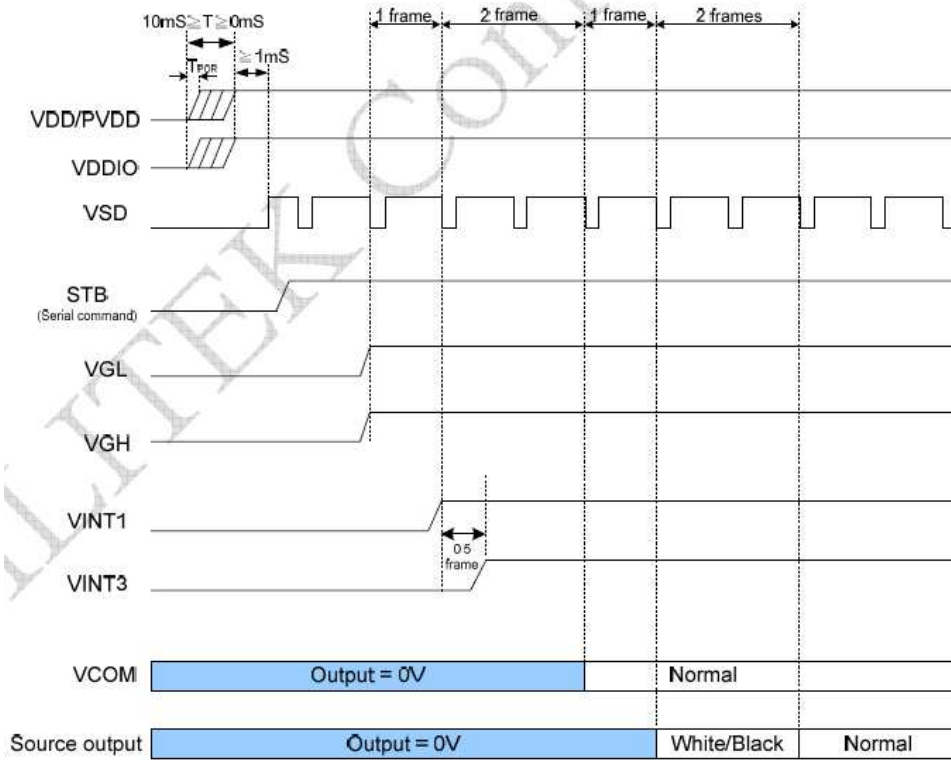 1 frame 2 frame 1 frame 2 frames
10mS≧T≧0mS
≧1mS
TPOR
VDD/PVDD
VDDIO
VSD
STB
(Serial command)
VGL
VGH
VINT1
0.5
frame
VINT3
VCOM
Output = 0V
Normal
Source output
Output = 0V
White/Black
Normal